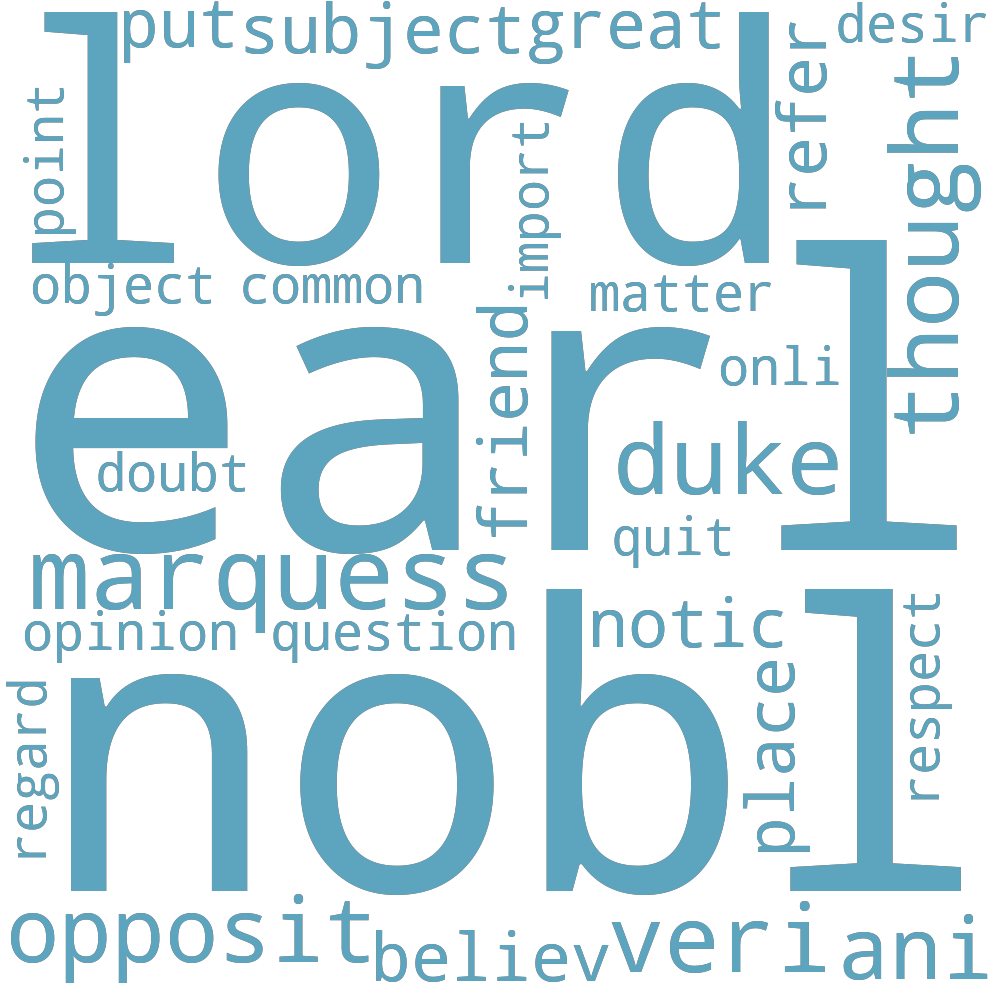 put
subject
great
desir
lord
refer
thought
point
import
object
common
matter
earl
friend
onli
duke
doubt
quit
marquess
opinion
question
nobl
notic
respect
place
regard
opposit
believ
veri
ani